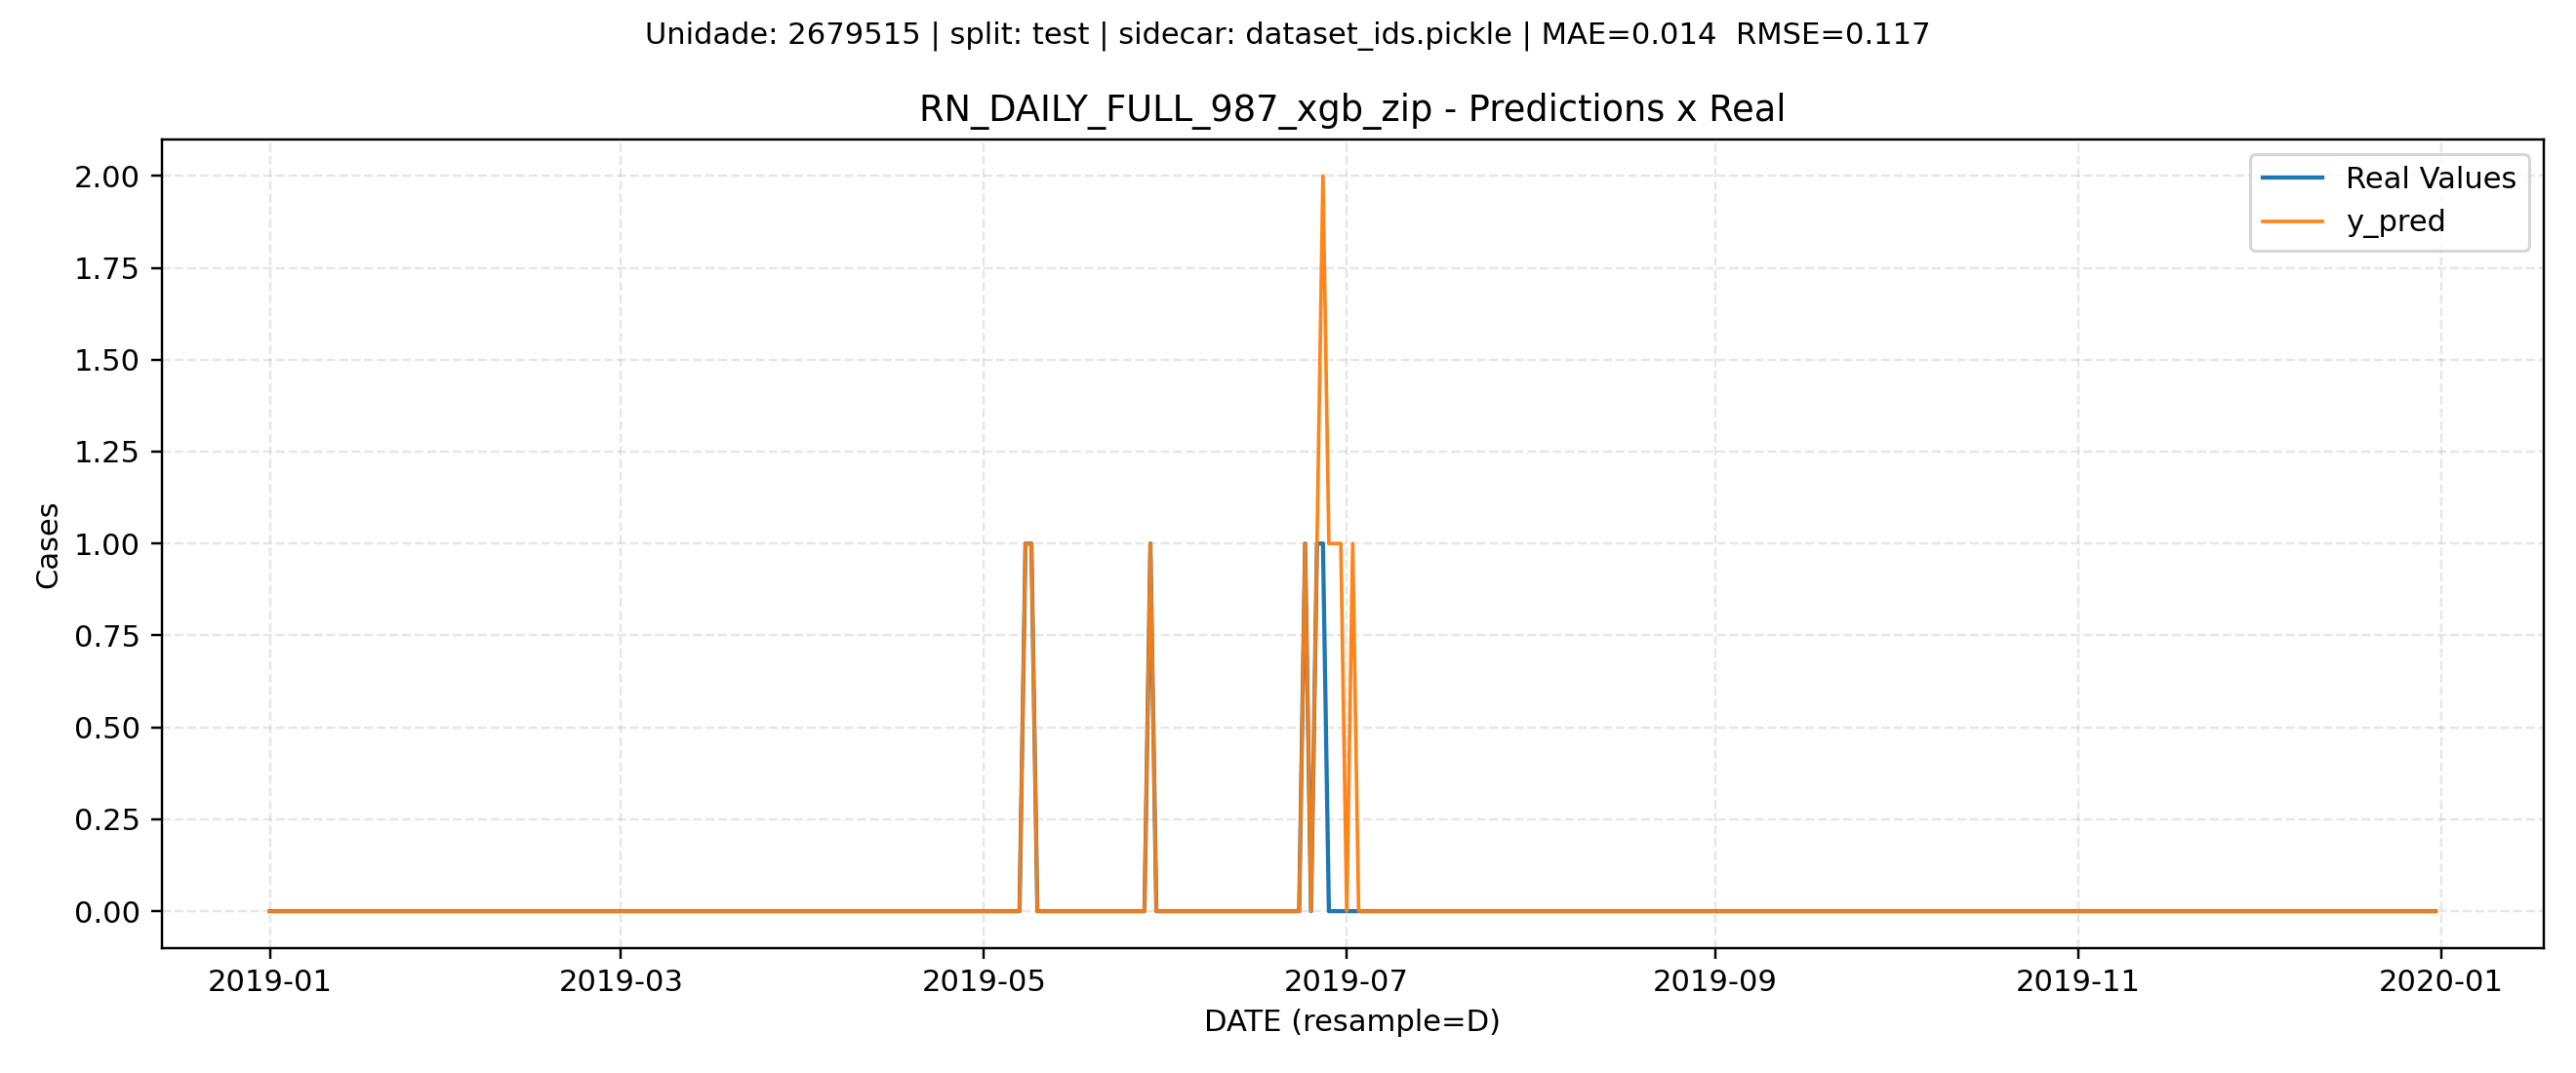 Unidade: 2679515 | split: test | sidecar: dataset_ids.pickle | MAE=0.014  RMSE=0.117
RN_DAILY_FULL_987_xgb_zip - Predictions x Real
Real Values
y_pred
2.00
1.75
1.50
1.25
1.00
0.75
0.50
0.25
0.00
Cases
2019-01
2019-03
2019-05
2019-07
2019-09
2019-11
2020-01
DATE (resample=D)